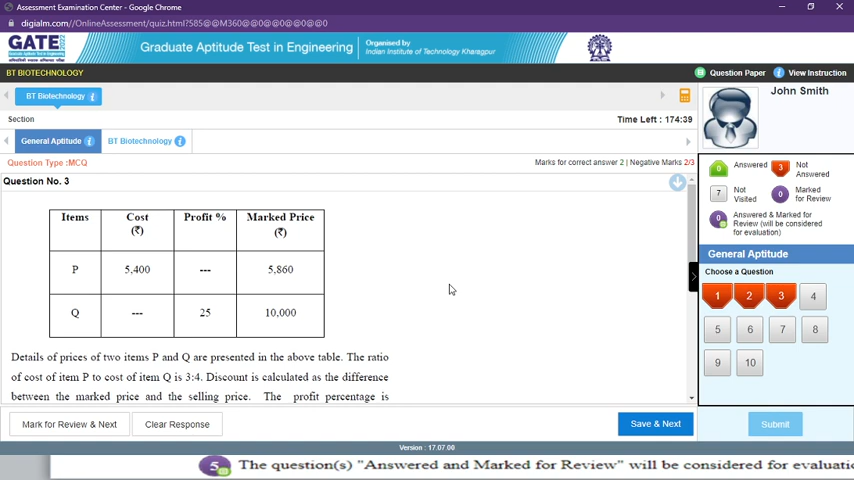 Assessment Examination Center - Google Chrome
digialm.com//OnlineAssessment/quiz.html?585@@M360@@0@@0@@0@@0
GATE
Graduate Aptitude Test in Engineering
Organised by
Indian Institute of Technology Kharagpur
BT BIOTECHNOLOGY
Question Paper
View Instruction
BT Biotechnology
John Smith
Section
Time Left : 174:39
General Aptitude
BT Biotechnology
Question Type :MCQ
Marks for correct answer 2 | Negative Marks 2/3
Question No. 3
Items Cost (₹) Profit % Marked Price (₹)
P 5,400 --- 5,860
Q --- 25 10,000
Details of prices of two items P and Q are presented in the above table. The ratio
of cost of item P to cost of item Q is 3:4. Discount is calculated as the difference
between the marked price and the selling price. The profit percentage is
0 Answered
3 Not Answered
7 Not Visited
0 Marked for Review
0 Answered & Marked for Review (will be considered for evaluation)
General Aptitude
Choose a Question
1 2 3 4
5 6 7 8
9 10
Mark for Review & Next
Clear Response
Save & Next
Submit
Version : 17.07.00
5 The question(s) "Answered and Marked for Review" will be considered for evaluatio